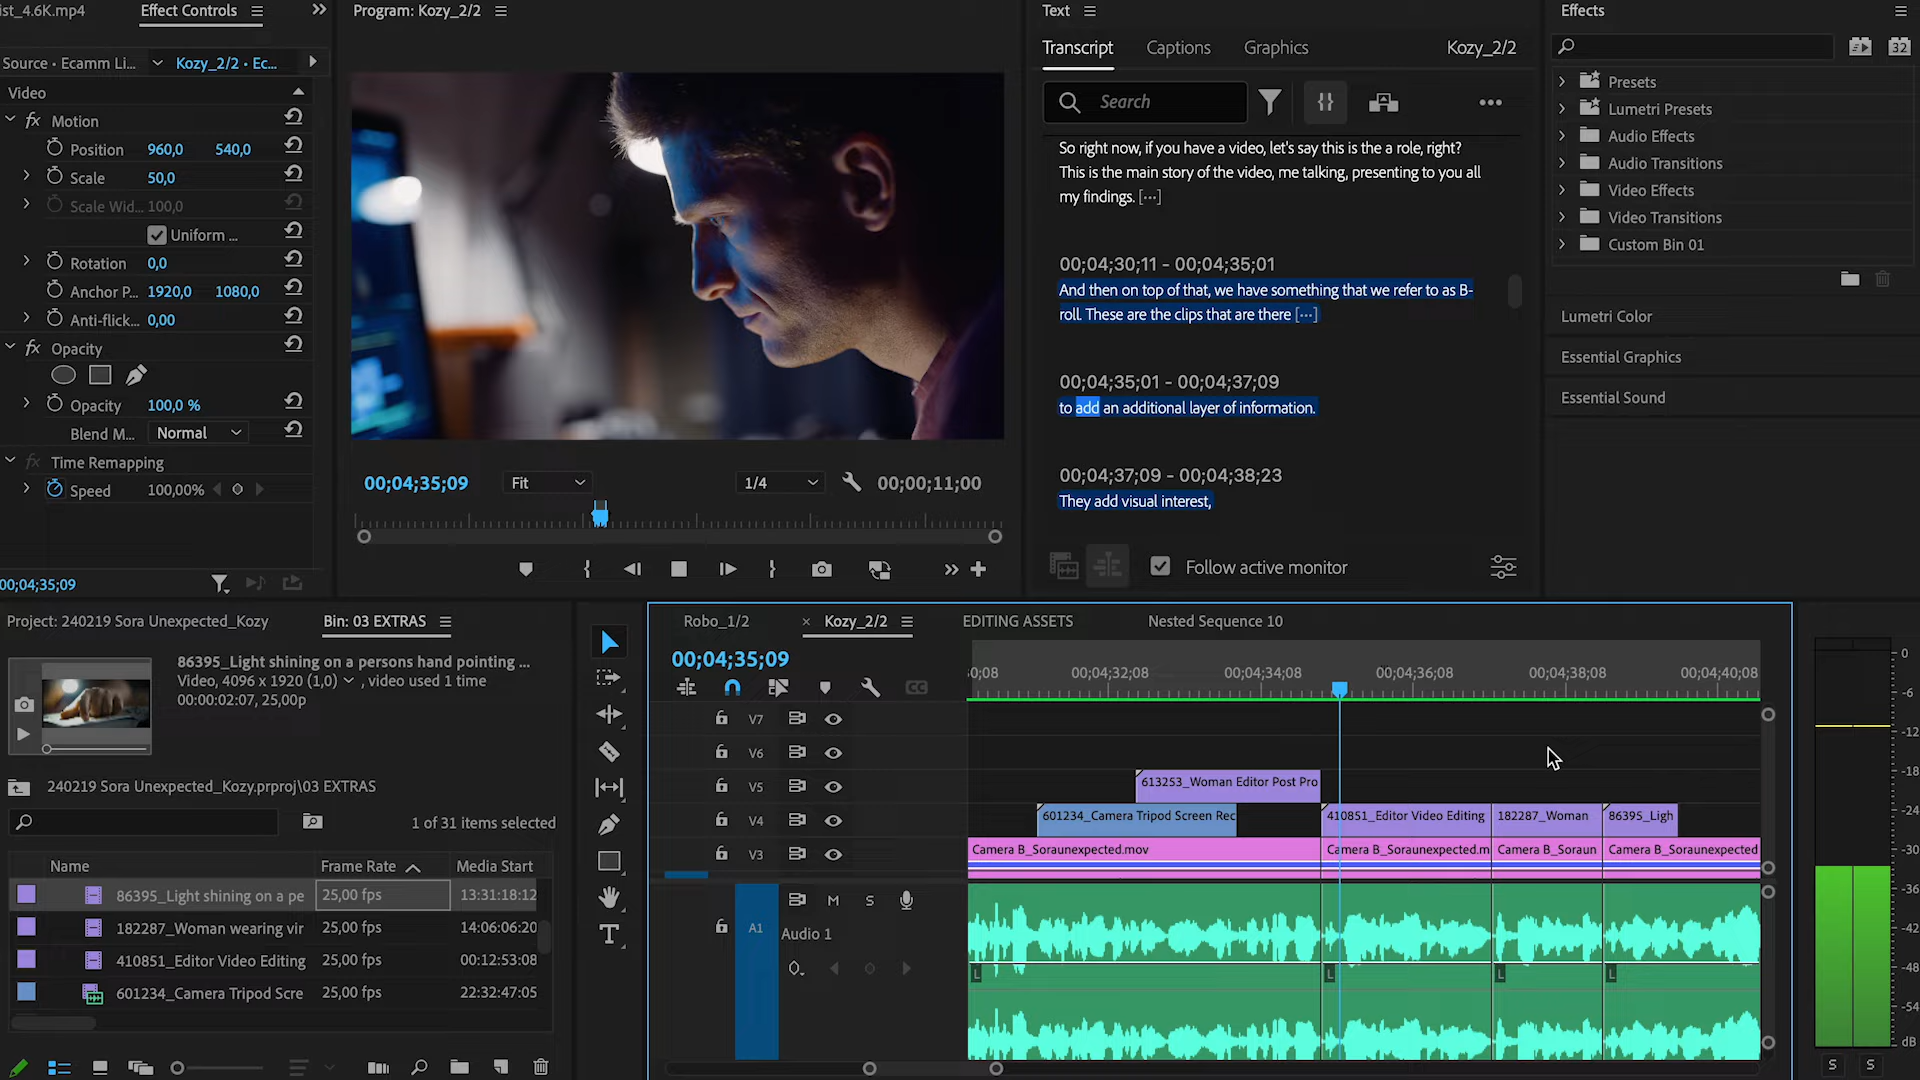 ist_4.6K.mp4
Effect Controls
Source • Ecamm Li...
Kozy_2/2 • Ec...
Video
fx Motion
Position 960,0 540,0
Scale 50,0
Scale Wid... 100,0
Uniform ...
Rotation 0,0
Anchor P... 1920,0 1080,0
Anti-flick... 0,00
fx Opacity
Opacity 100,0 %
Blend M... Normal
fx Time Remapping
Speed 100,00%
00;04;35;09
Program: Kozy_2/2
00;04;35;09
Fit
1/4
00;00;11;00
Text
Transcript
Captions
Graphics
Kozy_2/2
Search
So right now, if you have a video, let's say this is the a role, right?
This is the main story of the video, me talking, presenting to you all
my findings. [...]
00;04;30;11 - 00;04;35;01
And then on top of that, we have something that we refer to as B-
roll. These are the clips that are there [...]
00;04;35;01 - 00;04;37;09
to add an additional layer of information.
00;04;37;09 - 00;04;38;23
They add visual interest,
Follow active monitor
Effects
32
Presets
Lumetri Presets
Audio Effects
Audio Transitions
Video Effects
Video Transitions
Custom Bin 01
Lumetri Color
Essential Graphics
Essential Sound
Project: 240219 Sora Unexpected_Kozy
Bin: 03 EXTRAS
86395_Light shining on a persons hand pointing ...
Video, 4096 x 1920 (1,0) , video used 1 time
00:00:02:07, 25,00p
240219 Sora Unexpected_Kozy.prproj\03 EXTRAS
1 of 31 items selected
Name
Frame Rate
Media Start
86395_Light shining on a pe 25,00 fps 13:31:18:12
182287_Woman wearing vir 25,00 fps 14:06:06:20
410851_Editor Video Editing 25,00 fps 00:12:53:08
601234_Camera Tripod Scre 25,00 fps 22:32:47:05
Robo_1/2
× Kozy_2/2
EDITING ASSETS
Nested Sequence 10
00;04;35;09
0;08
00;04;32;08
00;04;34;08
00;04;36;08
00;04;38;08
00;04;40;08
CC
V7
V6
V5
613253_Woman Editor Post Pro
V4
601234_Camera Tripod Screen Rec
410851_Editor Video Editing
182287_Woman
86395_Ligh
V3
Camera B_Soraunexpected.mov
Camera B_Soraunexpected.m
Camera B_Soraun
Camera B_Soraunexpected
A1
M
S
Audio 1
L
L
L
L
0
-6
-12
-18
-24
-30
-36
-42
-48
-54
dB
S
S